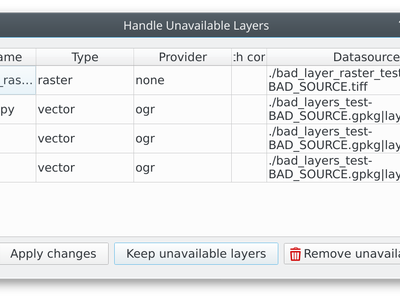 Handle Unavailable Layers
ame Type Provider :h cor Datasource
_ras... raster none ./bad_layer_raster_test
BAD_SOURCE.tiff
py vector ogr ./bad_layers_test-
BAD_SOURCE.gpkg|lay
vector ogr ./bad_layers_test-
BAD_SOURCE.gpkg|lay
vector ogr ./bad_layers_test-
BAD_SOURCE.gpkg|lay
Apply changes Keep unavailable layers Remove unavaila